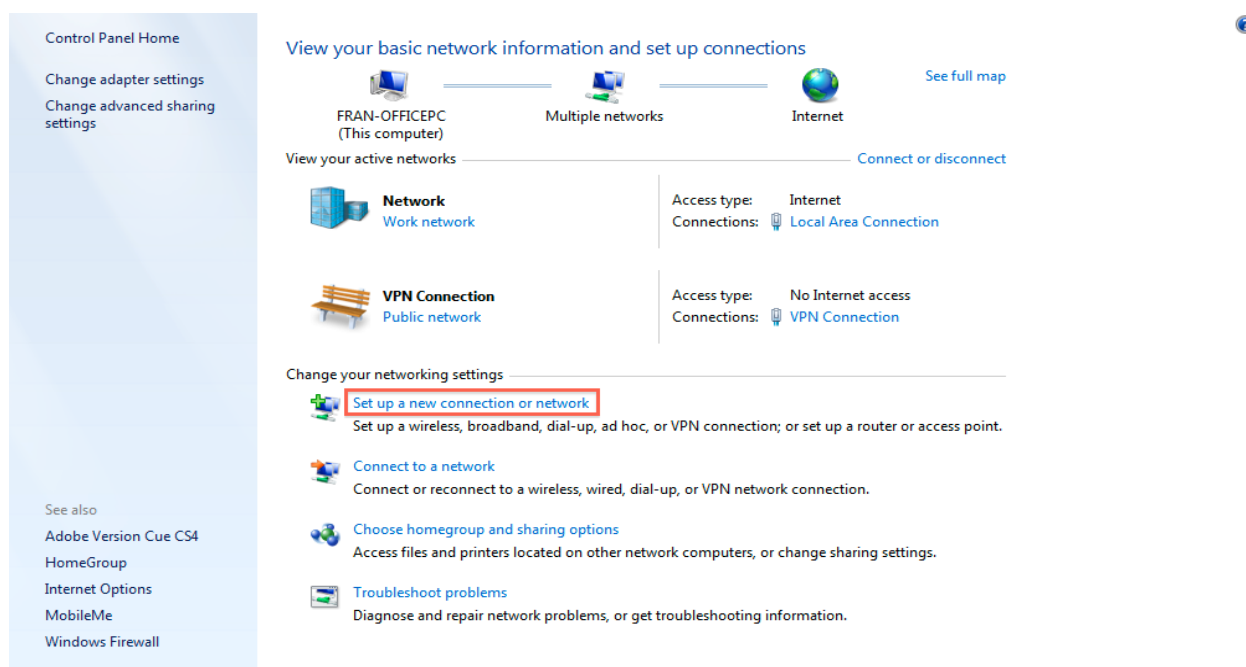 Control Panel Home
Change adapter settings
Change advanced sharing
settings
View your basic network information and set up connections
See full map
FRAN-OFFICEPC
(This computer)
Multiple networks
Internet
View your active networks
Connect or disconnect
Network
Work network
Access type: Internet
Connections: Local Area Connection
VPN Connection
Public network
Access type: No Internet access
Connections: VPN Connection
Change your networking settings
Set up a new connection or network
Set up a wireless, broadband, dial-up, ad hoc, or VPN connection; or set up a router or access point.
Connect to a network
Connect or reconnect to a wireless, wired, dial-up, or VPN network connection.
Choose homegroup and sharing options
Access files and printers located on other network computers, or change sharing settings.
Troubleshoot problems
Diagnose and repair network problems, or get troubleshooting information.
See also
Adobe Version Cue CS4
HomeGroup
Internet Options
MobileMe
Windows Firewall